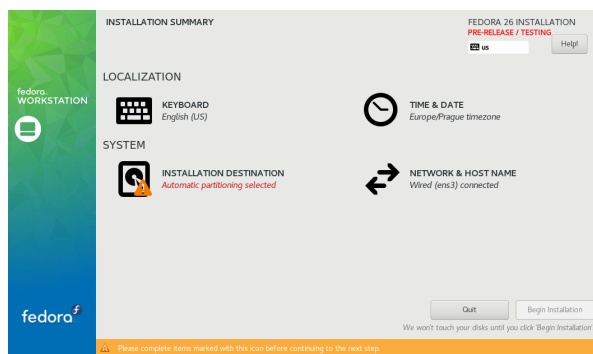 INSTALLATION SUMMARY
FEDORA 26 INSTALLATION
PRE-RELEASE / TESTING
us
Help!
fedora.
WORKSTATION
LOCALIZATION
KEYBOARD
English (US)
TIME & DATE
Europe/Prague timezone
SYSTEM
INSTALLATION DESTINATION
Automatic partitioning selected
NETWORK & HOST NAME
Wired (ens3) connected
fedora
Quit
Begin Installation
We won't touch your disks until you click 'Begin Installation'
Please complete items marked with this icon before continuing to the next step.